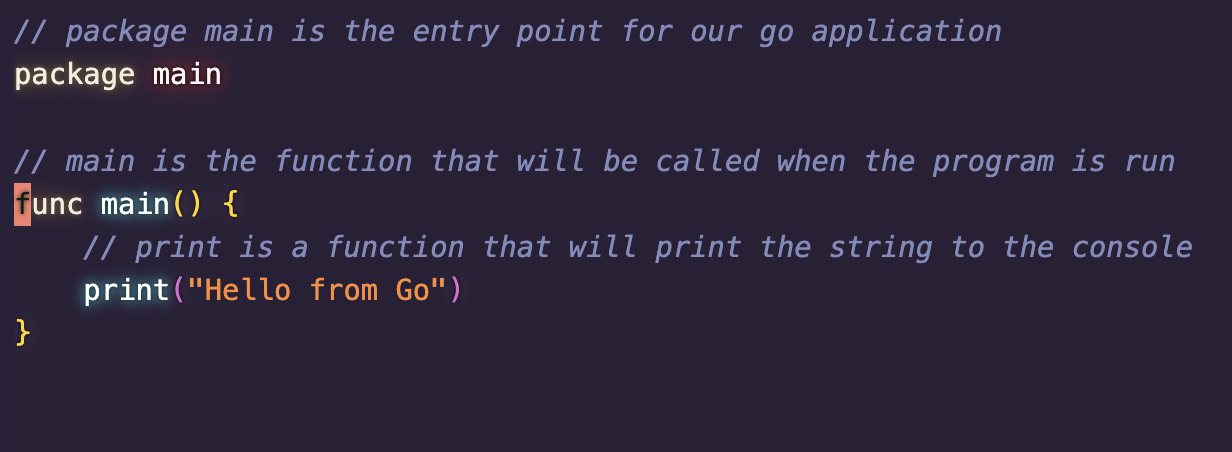 // package main is the entry point for our go application
package main

// main is the function that will be called when the program is run
func main() {
    // print is a function that will print the string to the console
    print("Hello from Go")
}